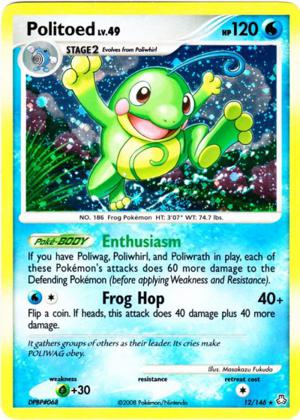 Politoed LV.49
HP 120
STAGE2 Evolves from Poliwhirl
NO. 186 Frog Pokémon HT: 3'07" WT: 74.7 lbs.
Poké-BODY Enthusiasm
If you have Poliwag, Poliwhirl, and Poliwrath in play, each of
these Pokémon's attacks does 60 more damage to the
Defending Pokémon (before applying Weakness and Resistance).
Frog Hop 40+
Flip a coin. If heads, this attack does 40 damage plus 40 more
damage.
It gathers groups of others as their leader. Its cries make
POLIWAG obey.
Illus. Masakazu Fukuda
weakness resistance retreat cost
+30
DPBP#068 ©2008 Pokémon/Nintendo 12/146 ★